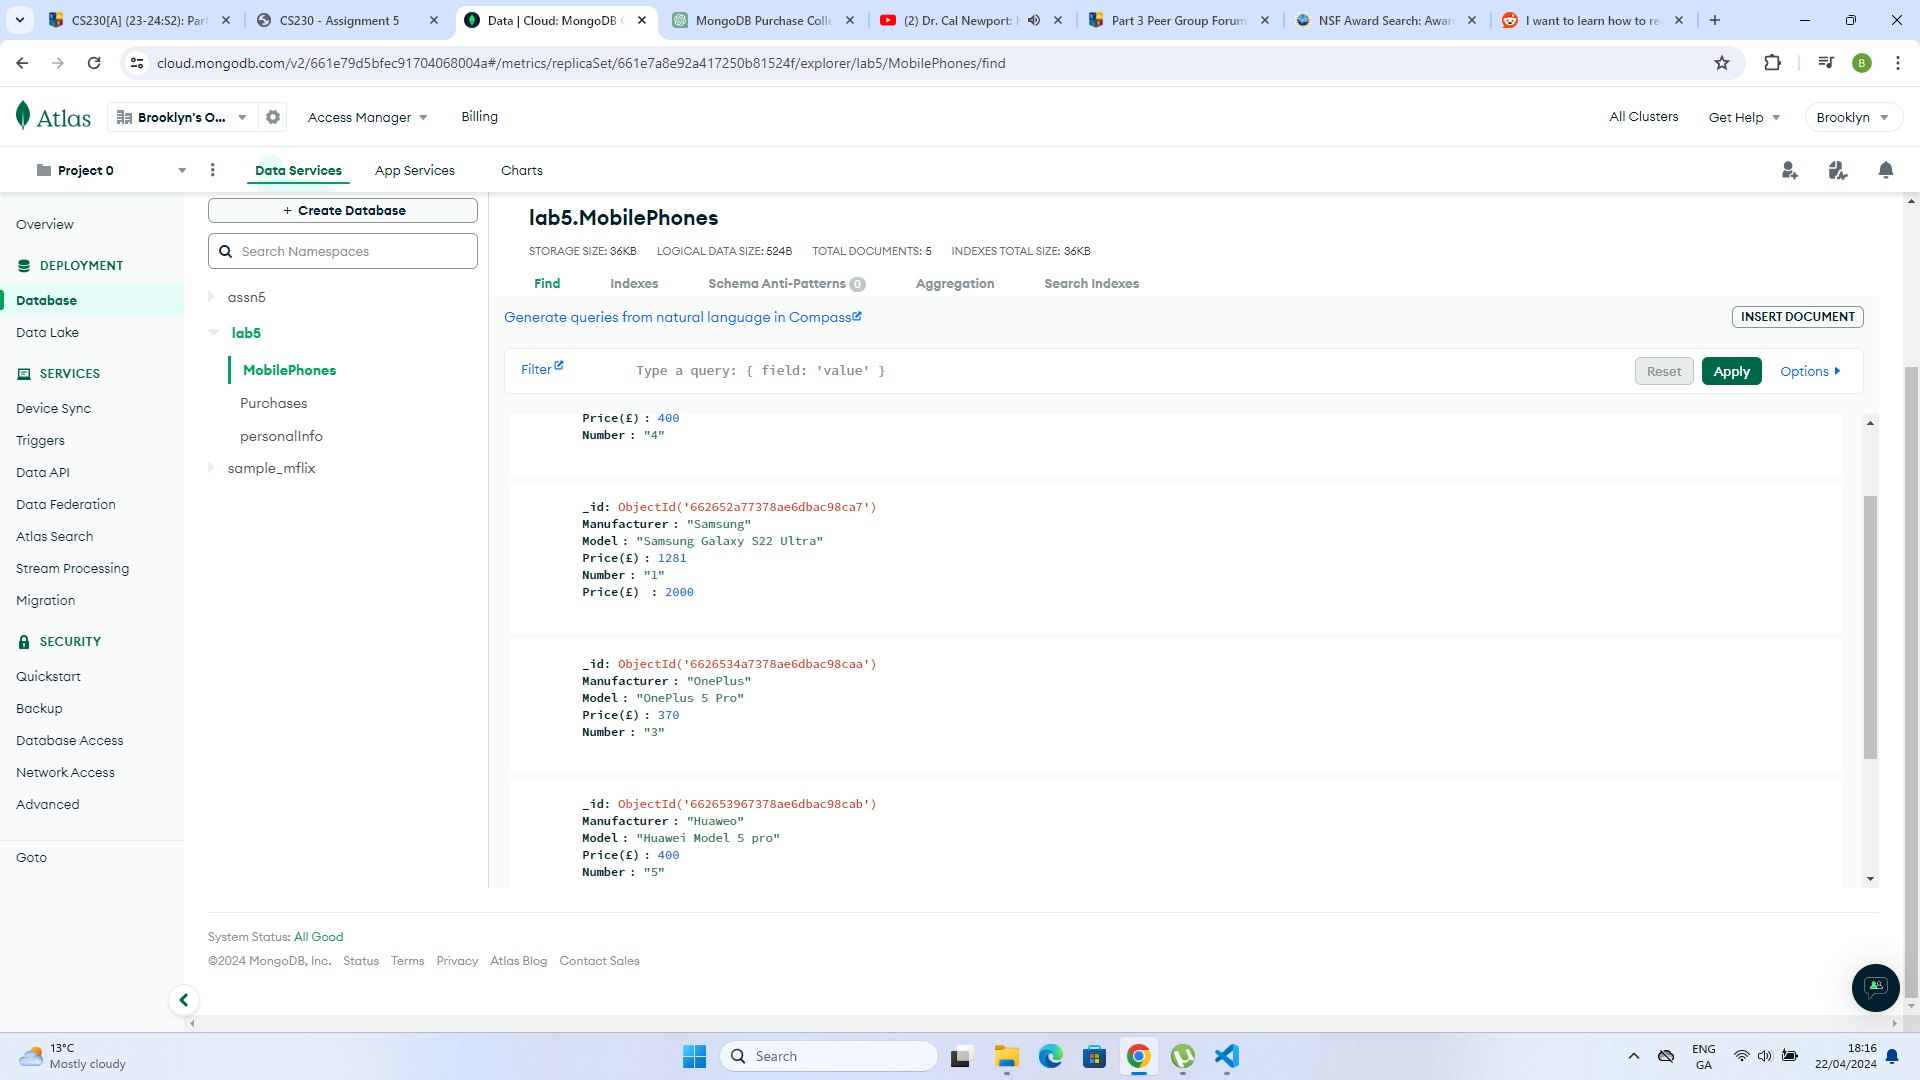 CS230[A] (23-24:S2): Part
CS230 - Assignment 5
Data | Cloud: MongoDB C
MongoDB Purchase Colle
(2) Dr. Cal Newport: H
Part 3 Peer Group Forum
NSF Award Search: Awar
I want to learn how to re
cloud.mongodb.com/v2/661e79d5bfec91704068004a#/metrics/replicaSet/661e7a8e92a417250b81524f/explorer/lab5/MobilePhones/find
B
Atlas
Brooklyn's O...
Access Manager
Billing
All Clusters
Get Help
Brooklyn
Project 0
Data Services
App Services
Charts
Overview
DEPLOYMENT
Database
Data Lake
SERVICES
Device Sync
Triggers
Data API
Data Federation
Atlas Search
Stream Processing
Migration
SECURITY
Quickstart
Backup
Database Access
Network Access
Advanced
Goto
+ Create Database
Search Namespaces
assn5
lab5
MobilePhones
Purchases
personalInfo
sample_mflix
lab5.MobilePhones
STORAGE SIZE: 36KB LOGICAL DATA SIZE: 524B TOTAL DOCUMENTS: 5 INDEXES TOTAL SIZE: 36KB
Find
Indexes
Schema Anti-Patterns 0
Aggregation
Search Indexes
Generate queries from natural language in Compass
INSERT DOCUMENT
Filter
Type a query: { field: 'value' }
Reset
Apply
Options
Price(£) : 400
Number : "4"
_id: ObjectId('662652a77378ae6dbac98ca7')
Manufacturer : "Samsung"
Model : "Samsung Galaxy S22 Ultra"
Price(£) : 1281
Number : "1"
Price(£) : 2000
_id: ObjectId('6626534a7378ae6dbac98caa')
Manufacturer : "OnePlus"
Model : "OnePlus 5 Pro"
Price(£) : 370
Number : "3"
_id: ObjectId('662653967378ae6dbac98cab')
Manufacturer : "Huaweo"
Model : "Huawei Model 5 pro"
Price(£) : 400
Number : "5"
System Status: All Good
©2024 MongoDB, Inc. Status Terms Privacy Atlas Blog Contact Sales
13°C
Mostly cloudy
Search
ENG
GA
18:16
22/04/2024